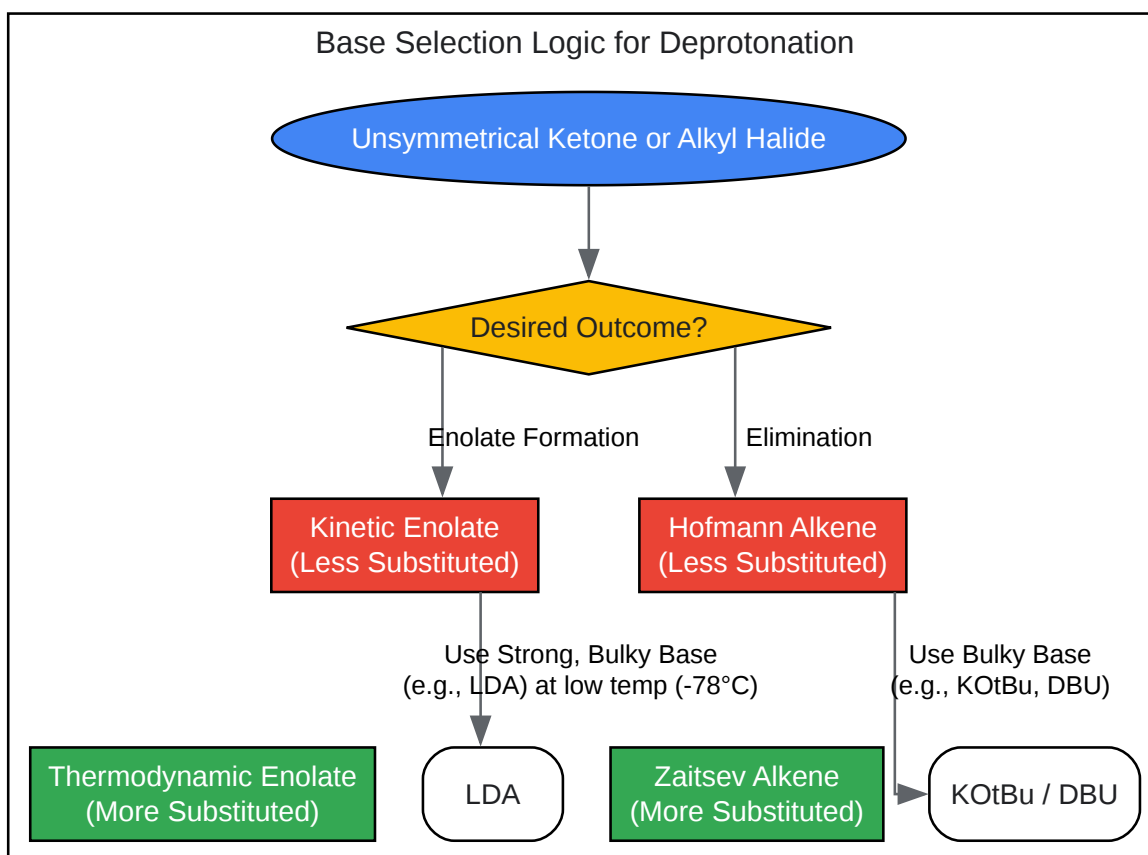 Base Selection Logic for Deprotonation
Unsymmetrical Ketone or Alkyl Halide
Desired Outcome?
Enolate Formation
Elimination
Kinetic Enolate
(Less Substituted)
Hofmann Alkene
(Less Substituted)
Use Strong, Bulky Base
(e.g., LDA) at low temp (-78°C)
Use Bulky Base
(e.g., KOtBu, DBU)
Thermodynamic Enolate
(More Substituted)
LDA
Zaitsev Alkene
(More Substituted)
KOtBu / DBU